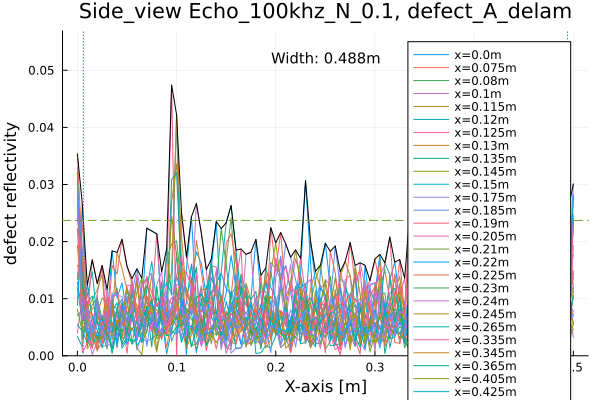 Side_view Echo_100khz_N_0.1, defect_A_delam
Width: 0.488m
defect reflectivity
0.05
0.04
0.03
0.02
0.01
0.00
0.0
0.1
0.2
0.3
.5
X-axis [m]
x=0.0m
x=0.075m
x=0.08m
x=0.1m
x=0.115m
x=0.12m
x=0.125m
x=0.13m
x=0.135m
x=0.145m
x=0.15m
x=0.175m
x=0.185m
x=0.19m
x=0.205m
x=0.21m
x=0.22m
x=0.225m
x=0.23m
x=0.24m
x=0.245m
x=0.265m
x=0.335m
x=0.345m
x=0.365m
x=0.405m
x=0.425m